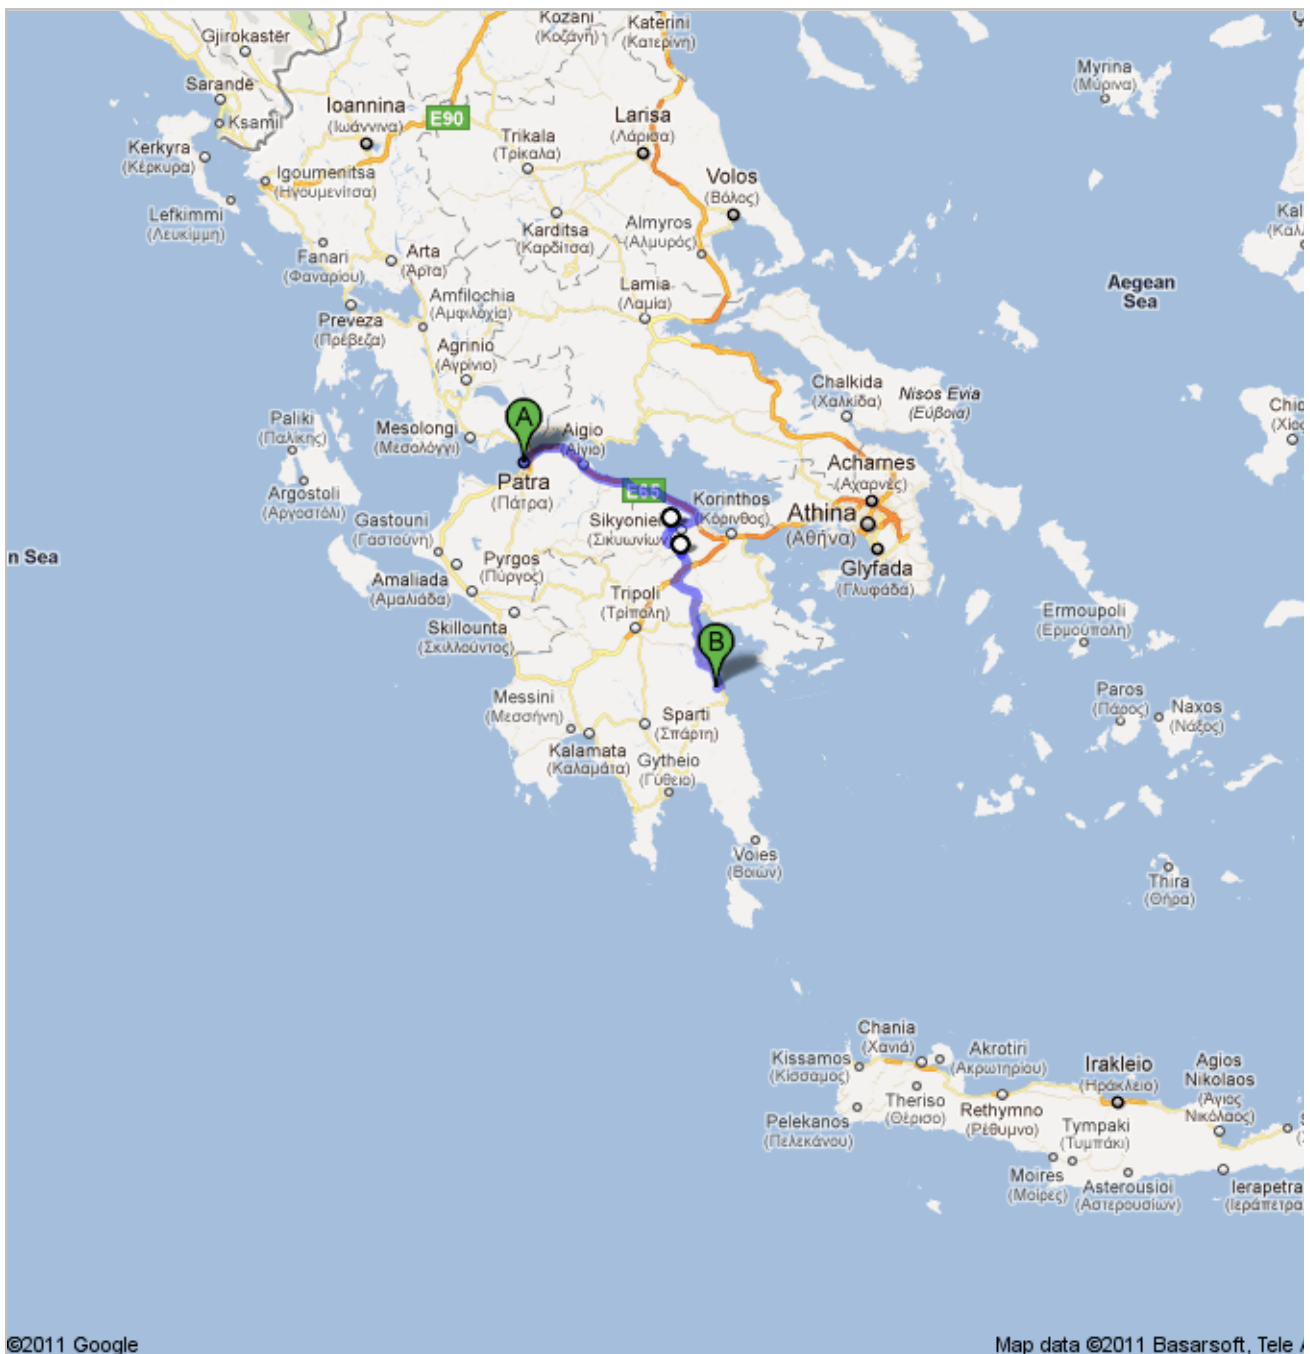 Kozani
(Κοζάνη)
Katerini
(Κατερίνη)
Gjirokastër
Sarandë
Ksamil
Ioannina
(Ιωάννινα)
E90
Trikala
(Τρίκαλα)
Larisa
(Λάρισα)
Myrina
(Μύρινα)
Kerkyra
(Κέρκυρα)
Igoumenitsa
(Ηγουμενίτσα)
Volos
(Βόλος)
Lefkimmi
(Λευκίμμη)
Karditsa
(Καρδίτσα)
Almyros
(Αλμυρός)
Fanari
(Φαναρίου)
Arta
(Άρτα)
Lamia
(Λαμία)
Aegean
Sea
Amfilochia
(Αμφιλοχία)
Preveza
(Πρέβεζα)
Agrinio
(Αγρίνιο)
Chalkida
(Χαλκίδα)
Nisos Evia
(Εύβοια)
Paliki
(Παλικής)
Mesolongi
(Μεσολόγγι)
A
Aigio
(Αίγιο)
Acharnes
(Αχαρνές)
Argostoli
(Αργοστόλι)
Patra
(Πάτρα)
E65
Korinthos
(Κόρινθος)
Athina
(Αθήνα)
Gastouni
(Γαστούνη)
(Σικυωνίων)
n Sea
Pyrgos
(Πύργος)
Glyfada
(Γλυφάδα)
Amaliada
(Αμαλιάδα)
Tripoli
(Τρίπολη)
Skillounta
(Σκιλλούντος)
B
Ermoupoli
(Ερμούπολη)
Messini
(Μεσσήνη)
Sparti
(Σπάρτη)
Paros
(Πάρος)
Naxos
(Νάξος)
Kalamata
(Καλαμάτα)
Gytheio
(Γύθειο)
Voies
(Βοιών)
Thira
(Θήρα)
Chania
(Χανιά)
Akrotiri
(Ακρωτηρίου)
Kissamos
(Κίσσαμος)
Irakleio
(Ηράκλειο)
Agios
Nikolaos
(Άγιος
Νικόλαος)
Theriso
(Θέρισο)
Rethymno
(Ρέθυμνο)
Pelekanos
(Πελεκάνου)
Tympaki
(Τυμπάκι)
Moires
(Μοίρες)
Asterousioi
(Αστερουσίων)
Ierapetra
(Ιεράπετρα
©2011 Google
Map data ©2011 Basarsoft, Tele